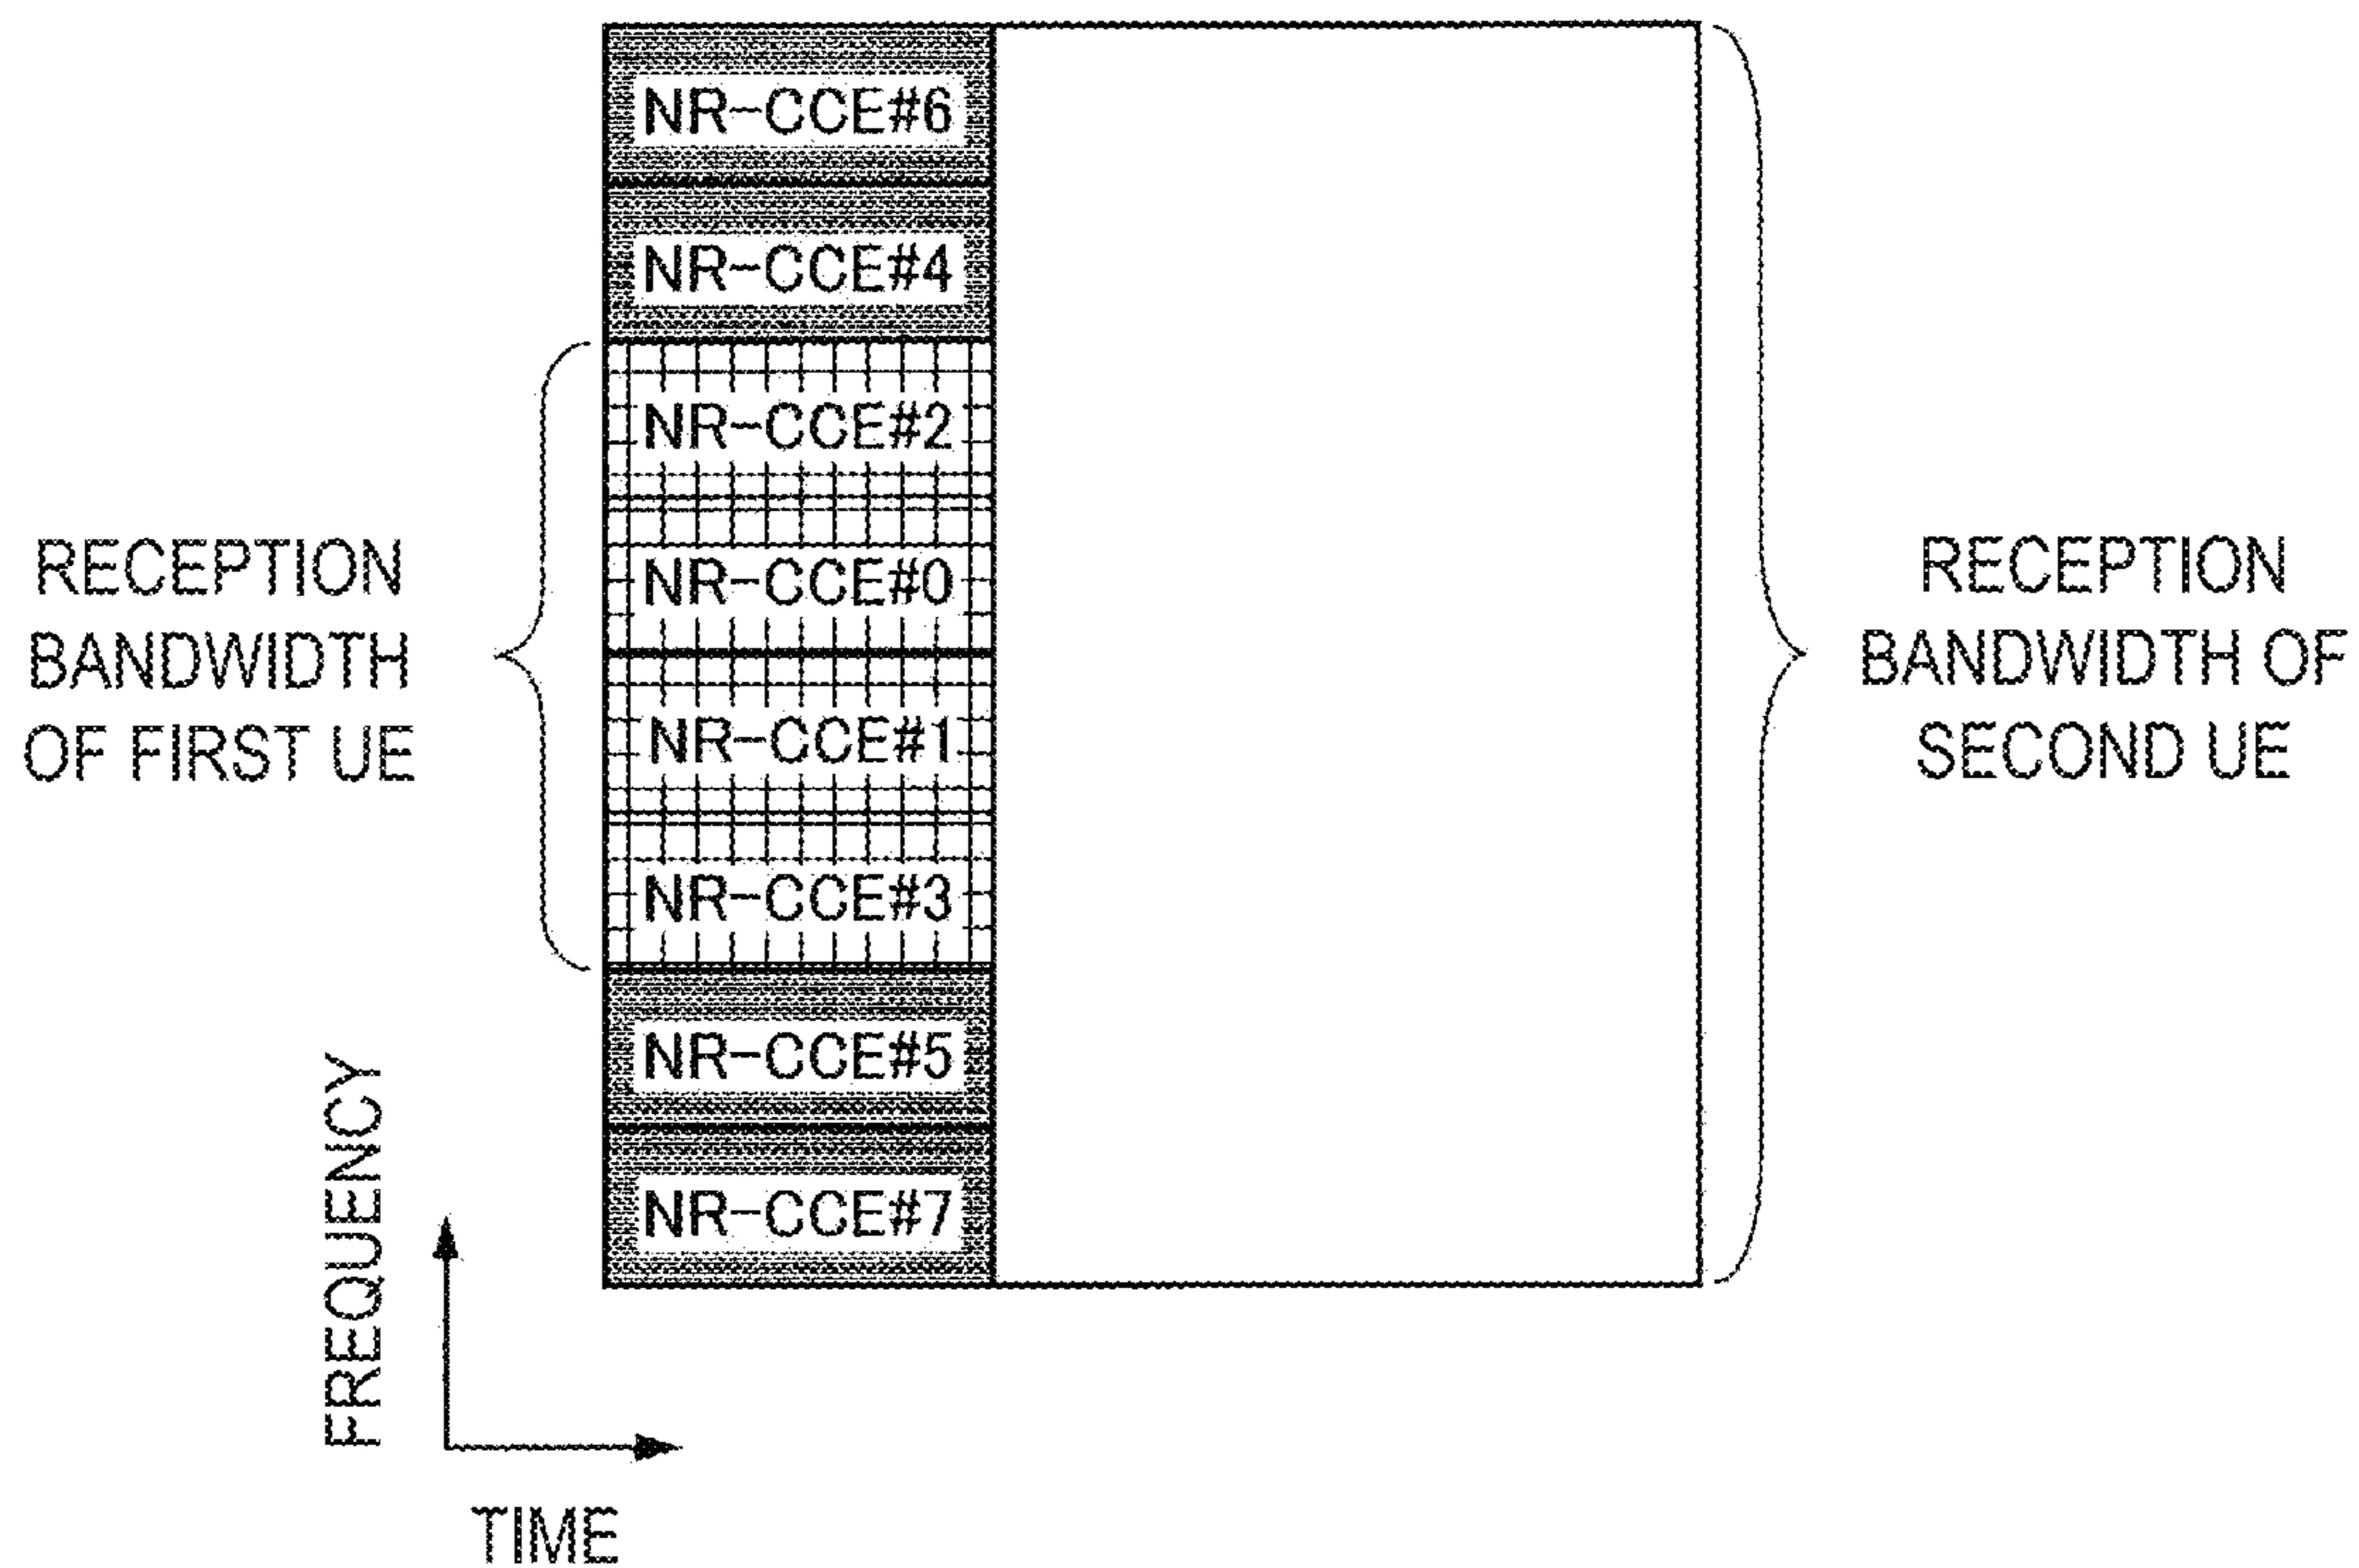 NR-CCE#6
NR-CCE#4
NR-CCE#2
NR-CCE#0
NR-CCE#1
NR-CCE#3
NR-CCE#5
NR-CCE#7
RECEPTION
BANDWIDTH
OF FIRST UE
RECEPTION
BANDWIDTH OF
SECOND UE
FREQUENCY
TIME